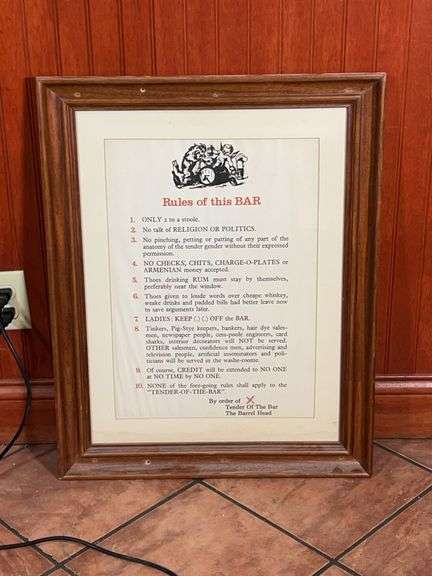 Rules of this BAR
1. ONLY 2 to a stoole.
2. No talk of RELIGION OR POLITICS.
3. No pinching, petting or patting of any part of the
anatomy of the tender gender without their expressed
permission.
4. NO CHECKS, CHITS, CHARGE-O-PLATES or
ARMENIAN money accepted.
5. Thoes drinking RUM must stay by themselves,
preferably near the window.
6. Thoes given to loude words over cheape whiskey,
weake drinks and padded bills had better leave now
to save arguments later.
7. LADIES: KEEP (.) (.) OFF the BAR.
8. Tinkers, Pig-Stye keepers, bankers, hair dye sales-
men, newspaper people, cess-poole engineers, card
sharks, interior decorators will NOT be served.
OTHER salesmen, confidence men, advertising and
television people, artificial inseminators and poli-
ticians will be served in the washe-roome.
9. Of course, CREDIT will be extended to NO ONE
at NO TIME by NO ONE.
10. NONE of the fore-going rules shall apply to the
"TENDER-OF-THE-BAR".
By order of X
Tender Of The Bar
The Barrel Head